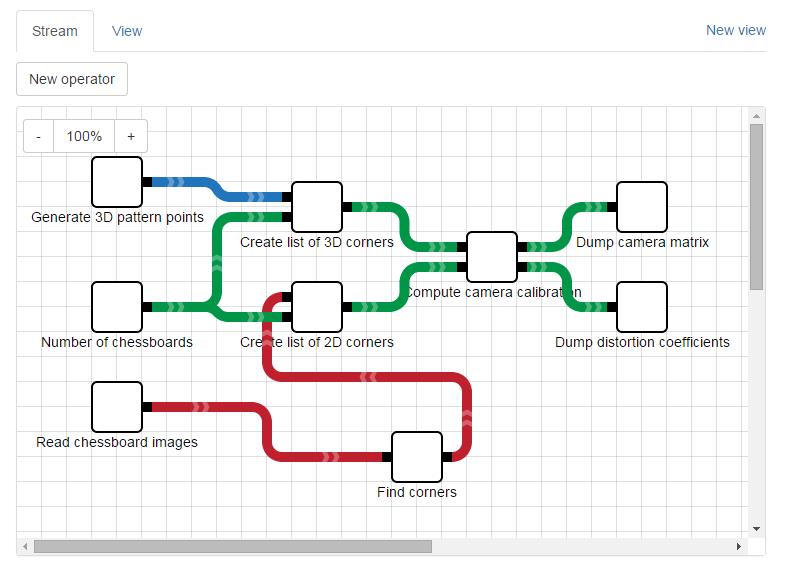 Stream View New view
New operator
- 100% +
Generate 3D pattern points
Create list of 3D corners
Dump camera matrix
Compute camera calibration
Number of chessboards
Create list of 2D corners
Dump distortion coefficients
Read chessboard images
Find corners